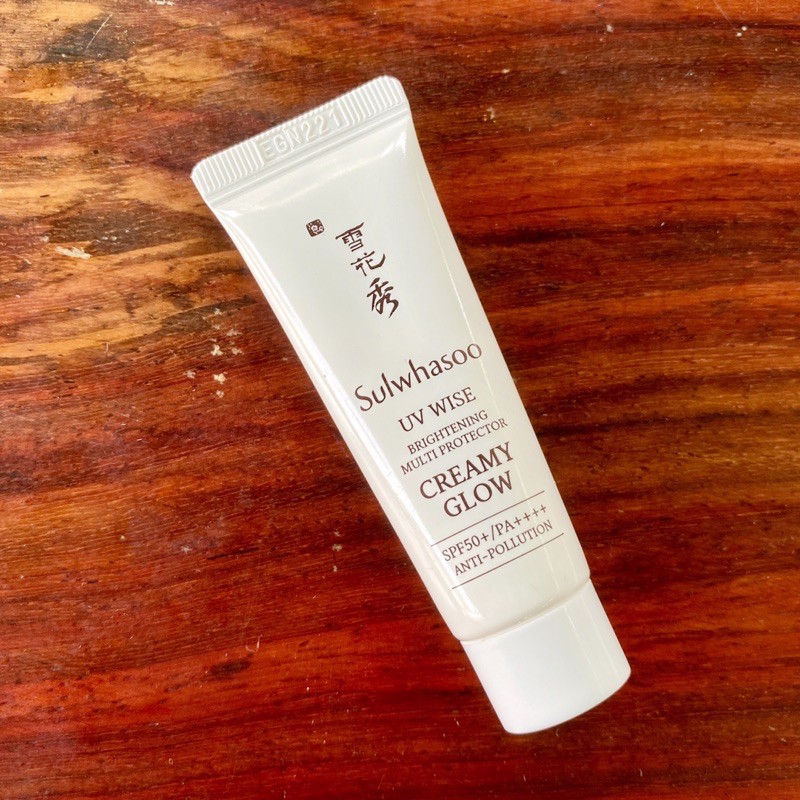 EGN221
雪
花
秀
Sulwhasoo
UV WISE
BRIGHTENING
MULTI PROTECTOR
CREAMY
GLOW
SPF50+/PA++++
ANTI-POLLUTION